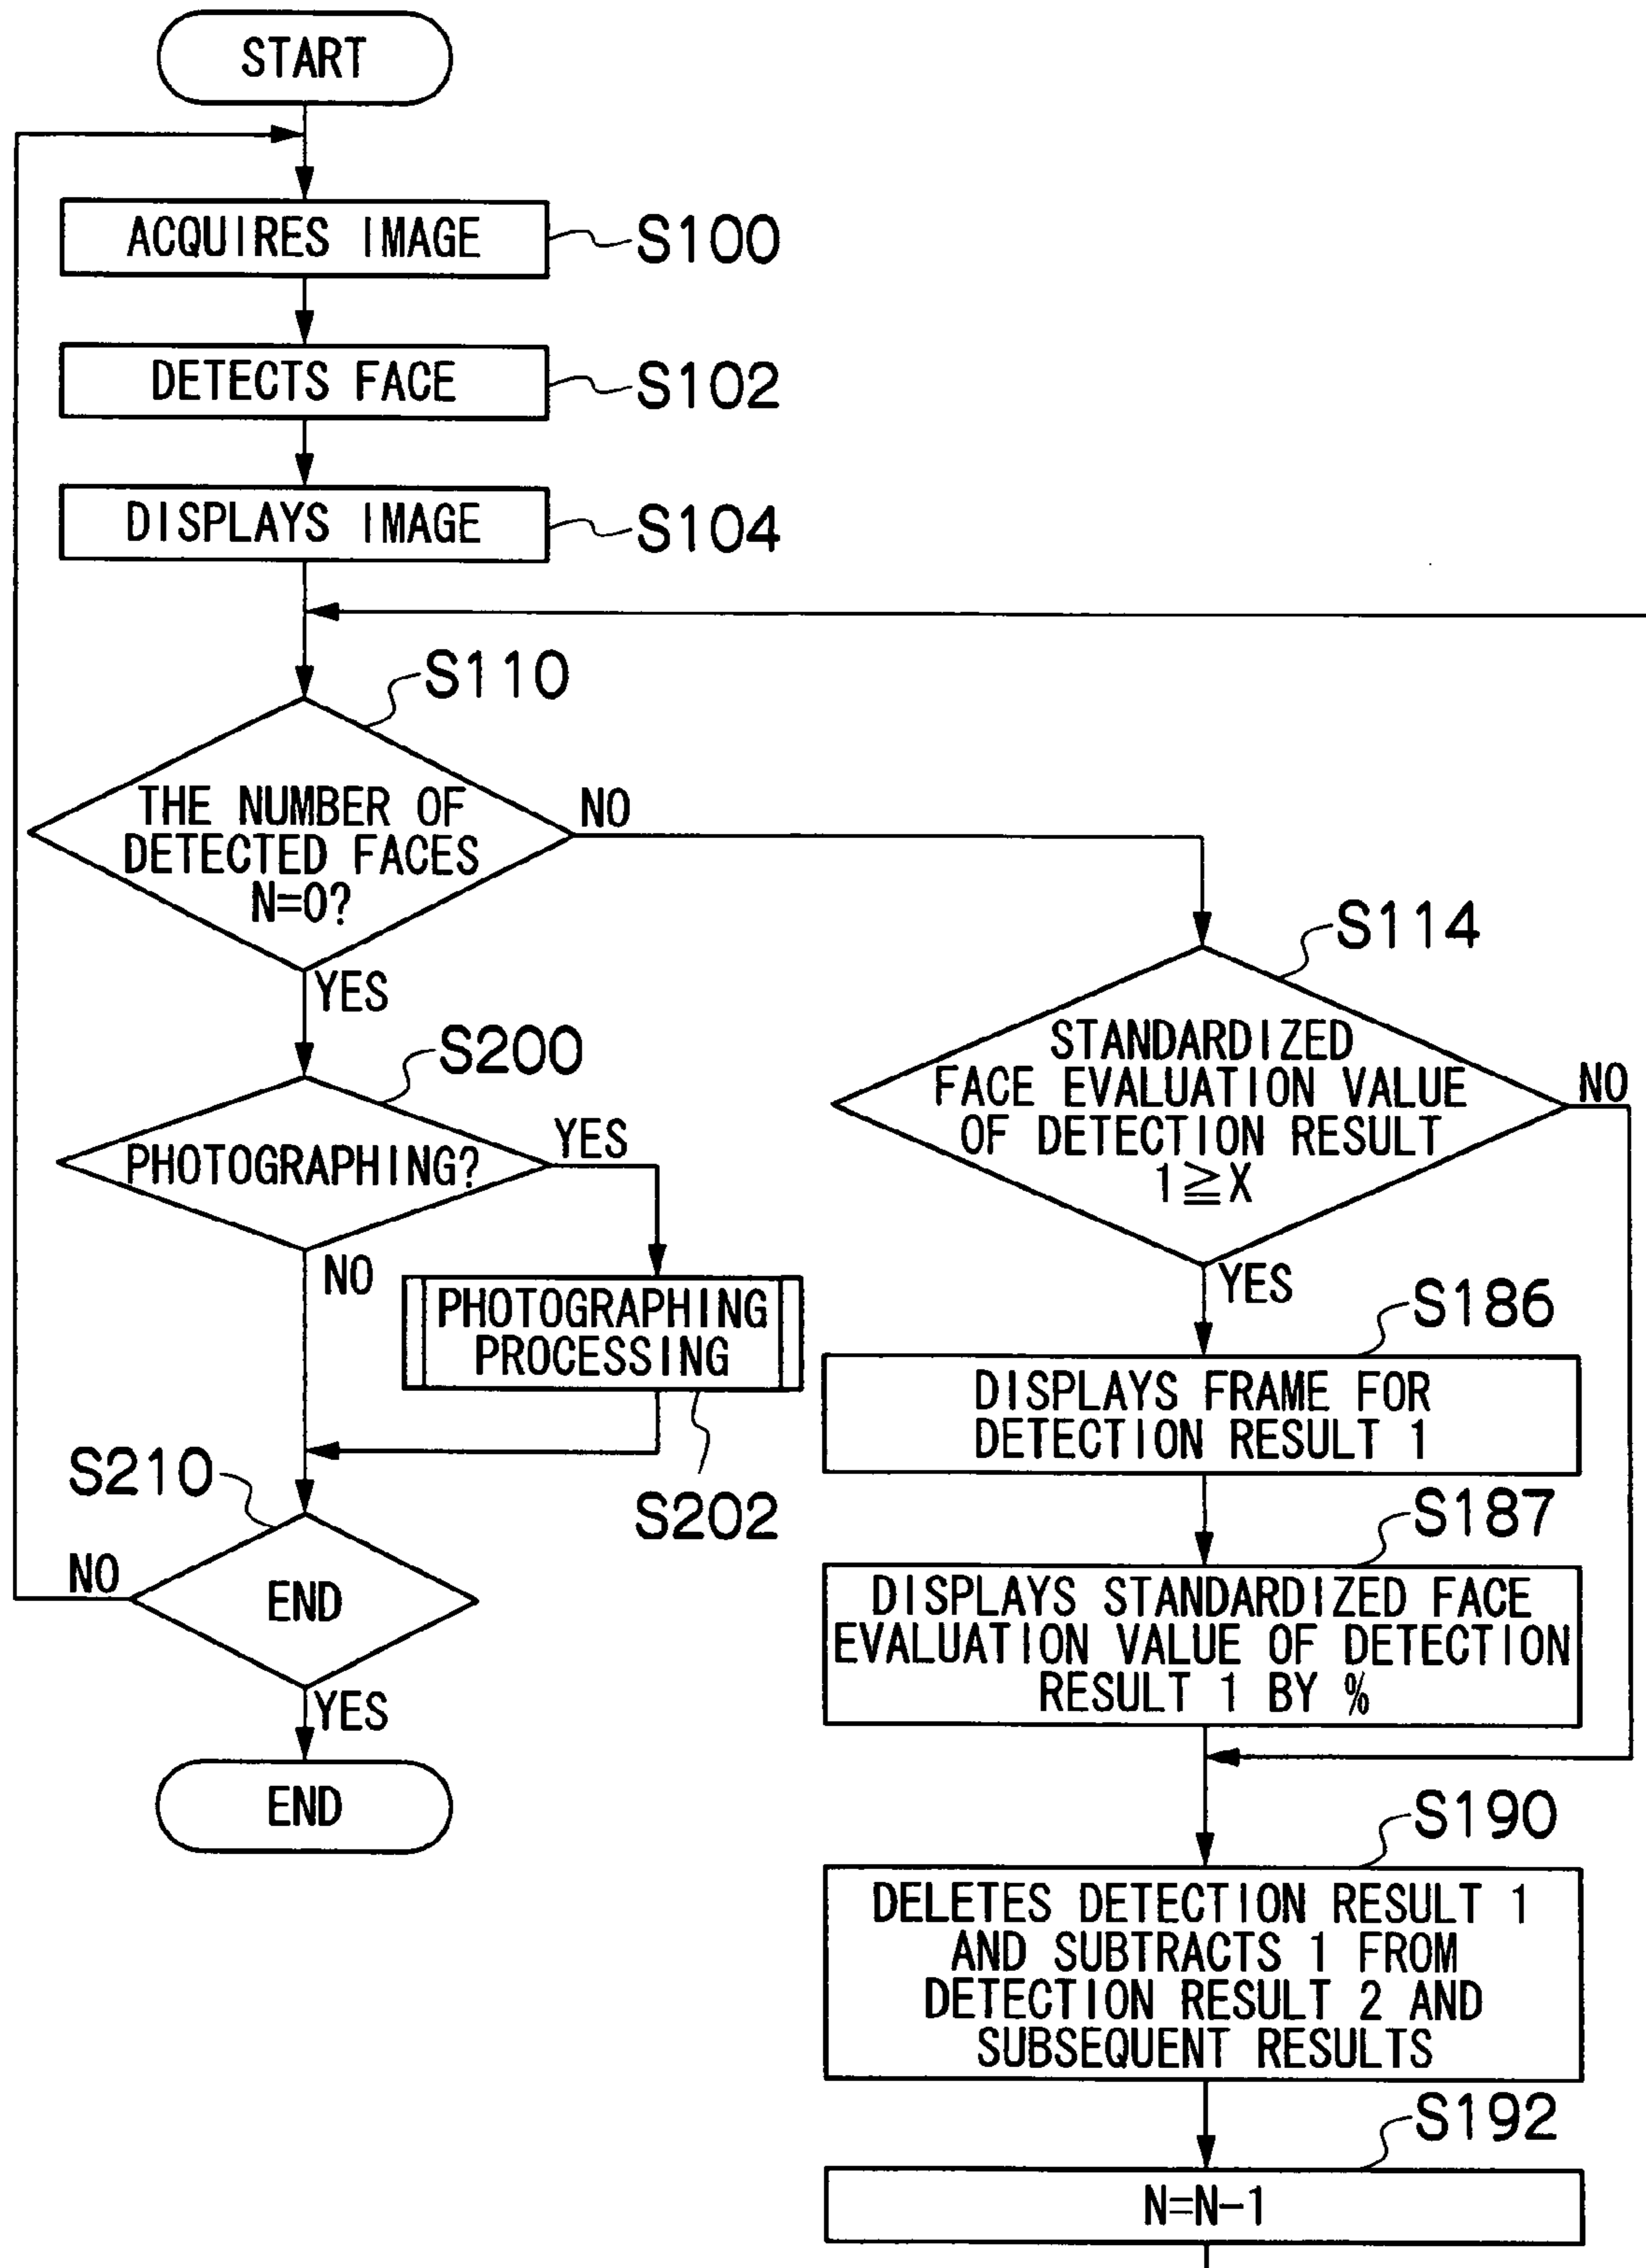 START
ACQUIRES IMAGE
S100
DETECTS FACE
S102
DISPLAYS IMAGE
S104
S110
THE NUMBER OF
DETECTED FACES
N=0?
NO
YES
S200
PHOTOGRAPHING?
YES
NO
PHOTOGRAPHING
PROCESSING
S202
S210
END
NO
YES
END
S114
STANDARDIZED
FACE EVALUATION VALUE
OF DETECTION RESULT
1≧X
NO
YES
S186
DISPLAYS FRAME FOR
DETECTION RESULT 1
S187
DISPLAYS STANDARDIZED FACE
EVALUATION VALUE OF DETECTION
RESULT 1 BY %
S190
DELETES DETECTION RESULT 1
AND SUBTRACTS 1 FROM
DETECTION RESULT 2 AND
SUBSEQUENT RESULTS
S192
N=N-1